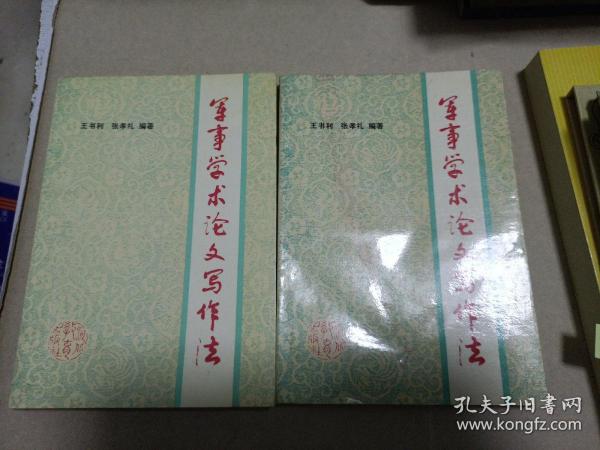 王书利 张孝礼 编著
军事学术论文写作法
王书利 张孝礼 编著
军事学术论文写作法
孔夫子旧书网
www.kongfz.com